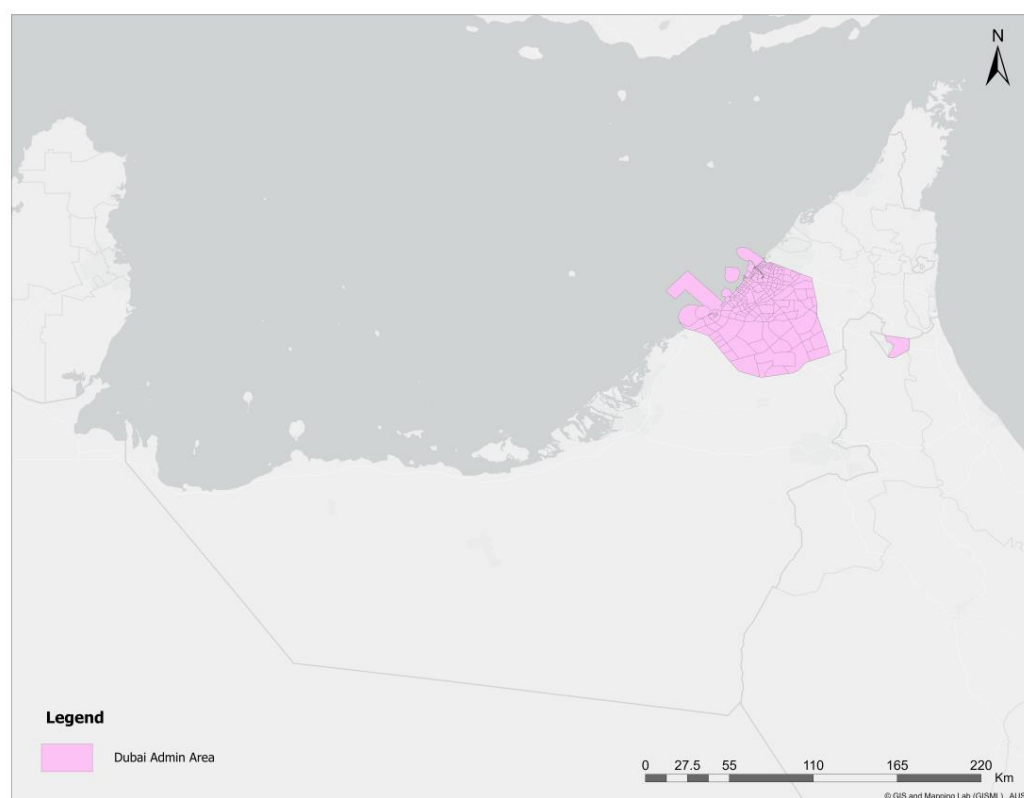 N
Legend
Dubai Admin Area
0 27.5 55 110 165 220
Km
© GIS and Mapping Lab (GISML), AUS